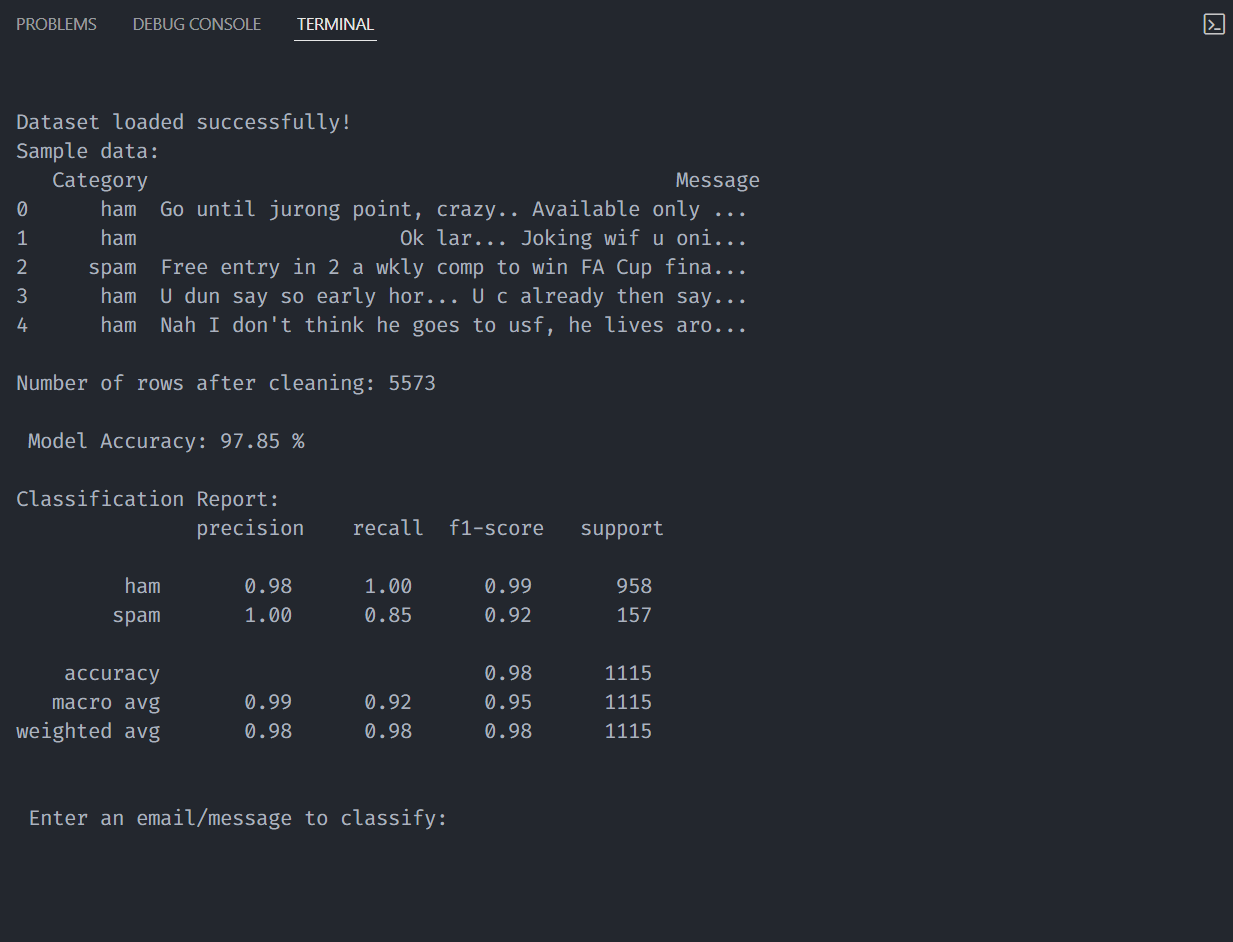 PROBLEMS DEBUG CONSOLE TERMINAL
Dataset loaded successfully!
Sample data:
Category Message
0 ham Go until jurong point, crazy.. Available only ...
1 ham Ok lar... Joking wif u oni...
2 spam Free entry in 2 a wkly comp to win FA Cup fina...
3 ham U dun say so early hor... U c already then say...
4 ham Nah I don't think he goes to usf, he lives aro...
Number of rows after cleaning: 5573
Model Accuracy: 97.85 %
Classification Report:
precision recall f1-score support
ham 0.98 1.00 0.99 958
spam 1.00 0.85 0.92 157
accuracy 0.98 1115
macro avg 0.99 0.92 0.95 1115
weighted avg 0.98 0.98 0.98 1115
Enter an email/message to classify: